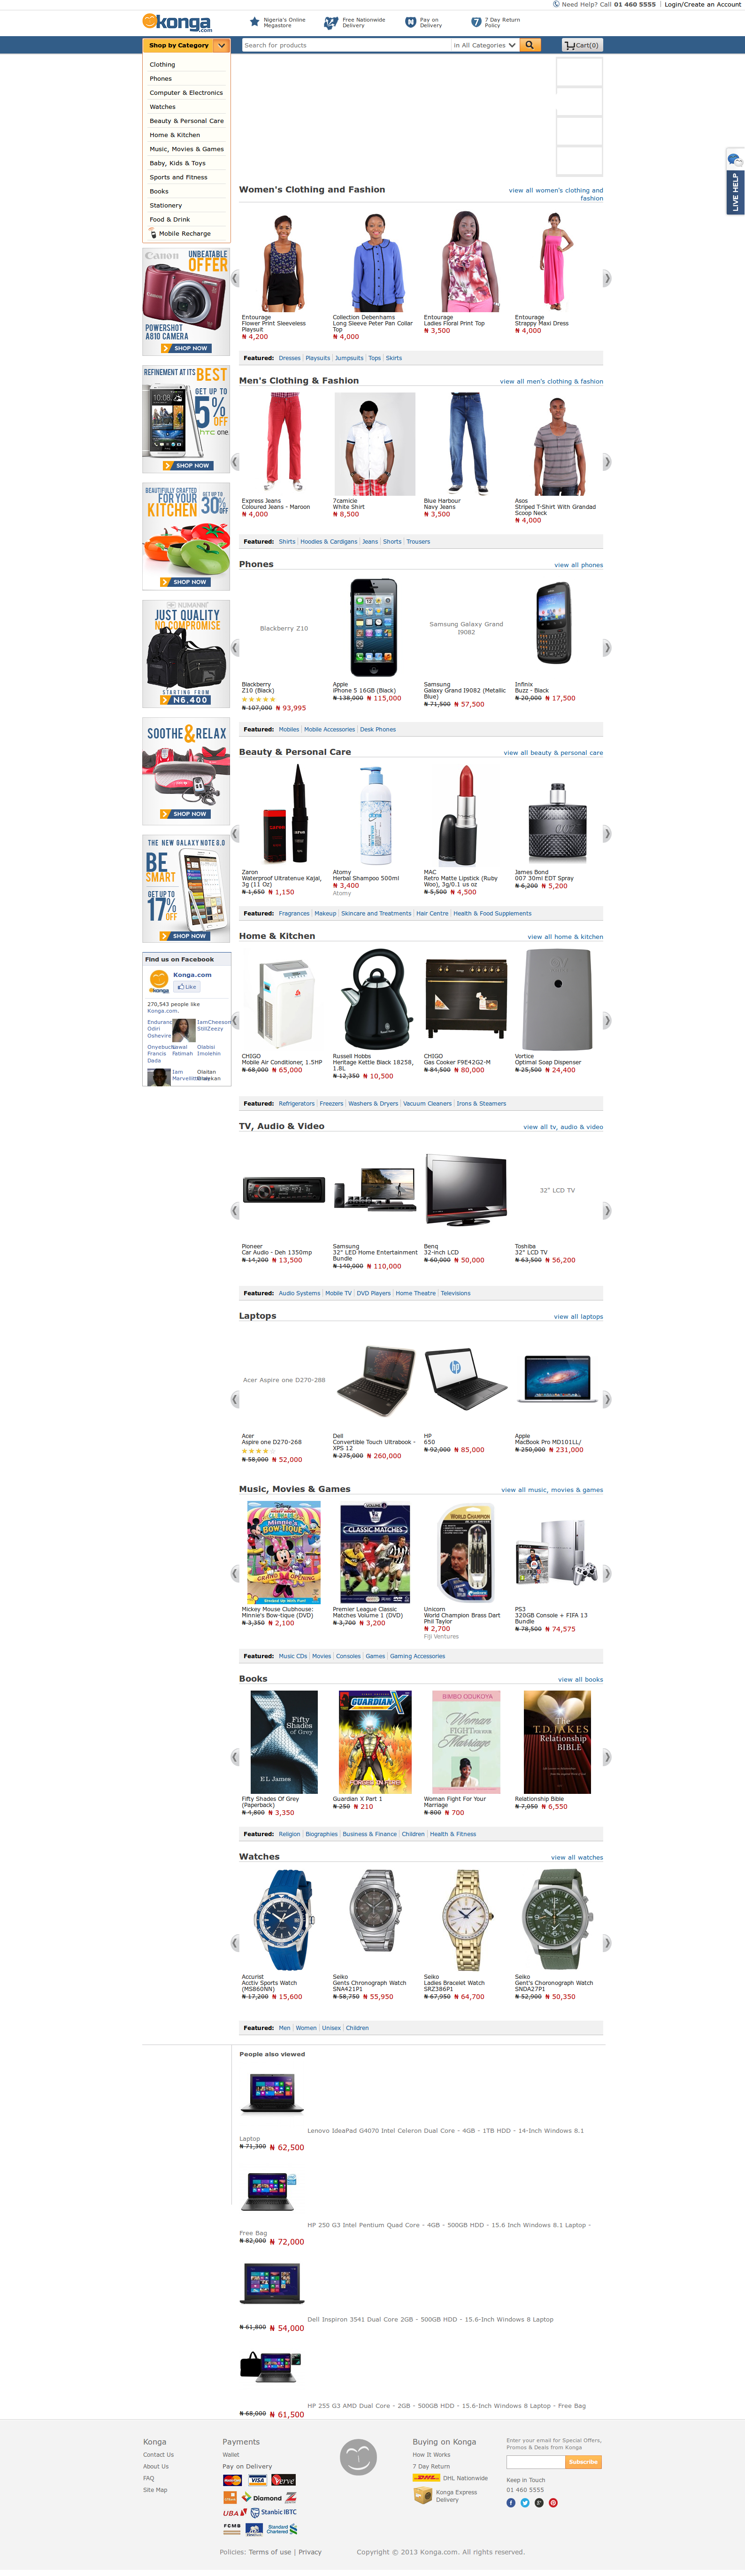 Need Help? Call 01 460 5555 | Login/Create an Account
konga.com
Nigeria's Online
Megastore
Free Nationwide
Delivery
Pay on
Delivery
7 Day Return
Policy
Shop by Category
Search for products
in All Categories
Cart(0)
Clothing
Phones
Computer & Electronics
Watches
Beauty & Personal Care
Home & Kitchen
Music, Movies & Games
Baby, Kids & Toys
Sports and Fitness
Books
Stationery
Food & Drink
Mobile Recharge
LIVE HELP
Canon
UNBEATABLE
OFFER
POWERSHOT
A810 CAMERA
SHOP NOW
REFINEMENT AT ITS BEST
GET UP TO
5%
OFF
htc one
SHOP NOW
BEAUTIFULLY CRAFTED
FOR YOUR
KITCHEN
GET UP TO
30%
OFF
SHOP NOW
JUST QUALITY
NO COMPROMISE
STARTING FROM
N6,400
SOOTHE & RELAX
SHOP NOW
THE NEW GALAXY NOTE 8.0
BE
SMART
GET UP TO
17%
OFF
SHOP NOW
Find us on Facebook
Konga.com
Like
270,543 people like
Konga.com.
Women's Clothing and Fashion
view all women's clothing and
fashion
Entourage
Flower Print Sleeveless
Playsuit
₦ 4,200
Collection Debenhams
Long Sleeve Peter Pan Collar
Top
₦ 4,000
Entourage
Ladies Floral Print Top
₦ 3,500
Entourage
Strappy Maxi Dress
₦ 4,000
Featured: Dresses | Playsuits | Jumpsuits | Tops | Skirts
Men's Clothing & Fashion
view all men's clothing & fashion
Express Jeans
Coloured Jeans - Maroon
₦ 4,000
7camicie
White Shirt
₦ 8,500
Blue Harbour
Navy Jeans
₦ 3,500
Asos
Striped T-Shirt With Grandad
Scoop Neck
₦ 4,000
Featured: Shirts | Hoodies & Cardigans | Jeans | Shorts | Trousers
Phones
view all phones
Blackberry Z10
Samsung Galaxy Grand
I9082
Blackberry
Z10 (Black)
₦ 107,000 ₦ 93,995
Apple
iPhone 5 16GB (Black)
₦ 138,000 ₦ 115,000
Samsung
Galaxy Grand I9082 (Metallic
Blue)
₦ 71,500 ₦ 57,500
Infinix
Buzz - Black
₦ 20,000 ₦ 17,500
Featured: Mobiles | Mobile Accessories | Desk Phones
Beauty & Personal Care
view all beauty & personal care
Zaron
Waterproof Ultratenue Kajal,
3g (11 Oz)
₦ 1,650 ₦ 1,150
Atomy
Herbal Shampoo 500ml
₦ 3,400
Atomy
MAC
Retro Matte Lipstick (Ruby
Woo), 3g/0.1 us oz
₦ 5,500 ₦ 4,500
James Bond
007 30ml EDT Spray
₦ 6,200 ₦ 5,200
Featured: Fragrances | Makeup | Skincare and Treatments | Hair Centre | Health & Food Supplements
Home & Kitchen
view all home & kitchen
CHIGO
Mobile Air Conditioner, 1.5HP
₦ 68,000 ₦ 65,000
Russell Hobbs
Heritage Kettle Black 18258,
1.8L
₦ 12,350 ₦ 10,500
CHIGO
Gas Cooker F9E42G2-M
₦ 84,500 ₦ 80,000
Vortice
Optimal Soap Dispenser
₦ 25,500 ₦ 24,400
Featured: Refrigerators | Freezers | Washers & Dryers | Vacuum Cleaners | Irons & Steamers
TV, Audio & Video
view all tv, audio & video
32" LCD TV
Pioneer
Car Audio - Deh 1350mp
₦ 14,200 ₦ 13,500
Samsung
32" LED Home Entertainment
Bundle
₦ 140,000 ₦ 110,000
Benq
32-inch LCD
₦ 60,000 ₦ 50,000
Toshiba
32" LCD TV
₦ 63,500 ₦ 56,200
Featured: Audio Systems | Mobile TV | DVD Players | Home Theatre | Televisions
Laptops
view all laptops
Acer Aspire one D270-288
Acer
Aspire one D270-268
₦ 58,000 ₦ 52,000
Dell
Convertible Touch Ultrabook -
XPS 12
₦ 275,000 ₦ 260,000
HP
650
₦ 92,000 ₦ 85,000
Apple
MacBook Pro MD101LL/
₦ 250,000 ₦ 231,000
Music, Movies & Games
view all music, movies & games
Mickey Mouse Clubhouse:
Minnie's Bow-tique (DVD)
₦ 3,350 ₦ 2,100
Premier League Classic
Matches Volume 1 (DVD)
₦ 3,700 ₦ 3,200
Unicorn
World Champion Brass Dart
Phil Taylor
₦ 2,700
Fiji Ventures
PS3
320GB Console + FIFA 13
Bundle
₦ 78,500 ₦ 74,575
Featured: Music CDs | Movies | Consoles | Games | Gaming Accessories
Books
view all books
Fifty Shades Of Grey
(Paperback)
₦ 4,800 ₦ 3,350
Guardian X Part 1
₦ 250 ₦ 210
Woman Fight For Your
Marriage
₦ 800 ₦ 700
Relationship Bible
₦ 7,050 ₦ 6,550
Featured: Religion | Biographies | Business & Finance | Children | Health & Fitness
Watches
view all watches
Accurist
Acctiv Sports Watch
(MS860NN)
₦ 17,200 ₦ 15,600
Seiko
Gents Chronograph Watch
SNA421P1
₦ 58,750 ₦ 55,950
Seiko
Ladies Bracelet Watch
SRZ386P1
₦ 67,950 ₦ 64,700
Seiko
Gent's Choronograph Watch
SNDA27P1
₦ 52,900 ₦ 50,350
Featured: Men | Women | Unisex | Children
People also viewed
Lenovo IdeaPad G4070 Intel Celeron Dual Core - 4GB - 1TB HDD - 14-Inch Windows 8.1
Laptop
₦ 71,300 ₦ 62,500
HP 250 G3 Intel Pentium Quad Core - 4GB - 500GB HDD - 15.6 Inch Windows 8.1 Laptop -
Free Bag
₦ 82,000 ₦ 72,000
Dell Inspiron 3541 Dual Core 2GB - 500GB HDD - 15.6-Inch Windows 8 Laptop
₦ 61,800 ₦ 54,000
HP 255 G3 AMD Dual Core - 2GB - 500GB HDD - 15.6-Inch Windows 8 Laptop - Free Bag
₦ 68,000 ₦ 61,500
Konga
Contact Us
About Us
FAQ
Site Map
Payments
Wallet
Pay on Delivery
MasterCard VISA Verve
Diamond
UBA Stanbic IBTC
FCMB FirstBank Standard Chartered
Buying on Konga
How It Works
7 Day Return
DHL DHL Nationwide
Konga Express
Delivery
Enter your email for Special Offers,
Promos & Deals from Konga
Subscribe
Keep in Touch
01 460 5555
Policies: Terms of use | Privacy
Copyright © 2013 Konga.com. All rights reserved.